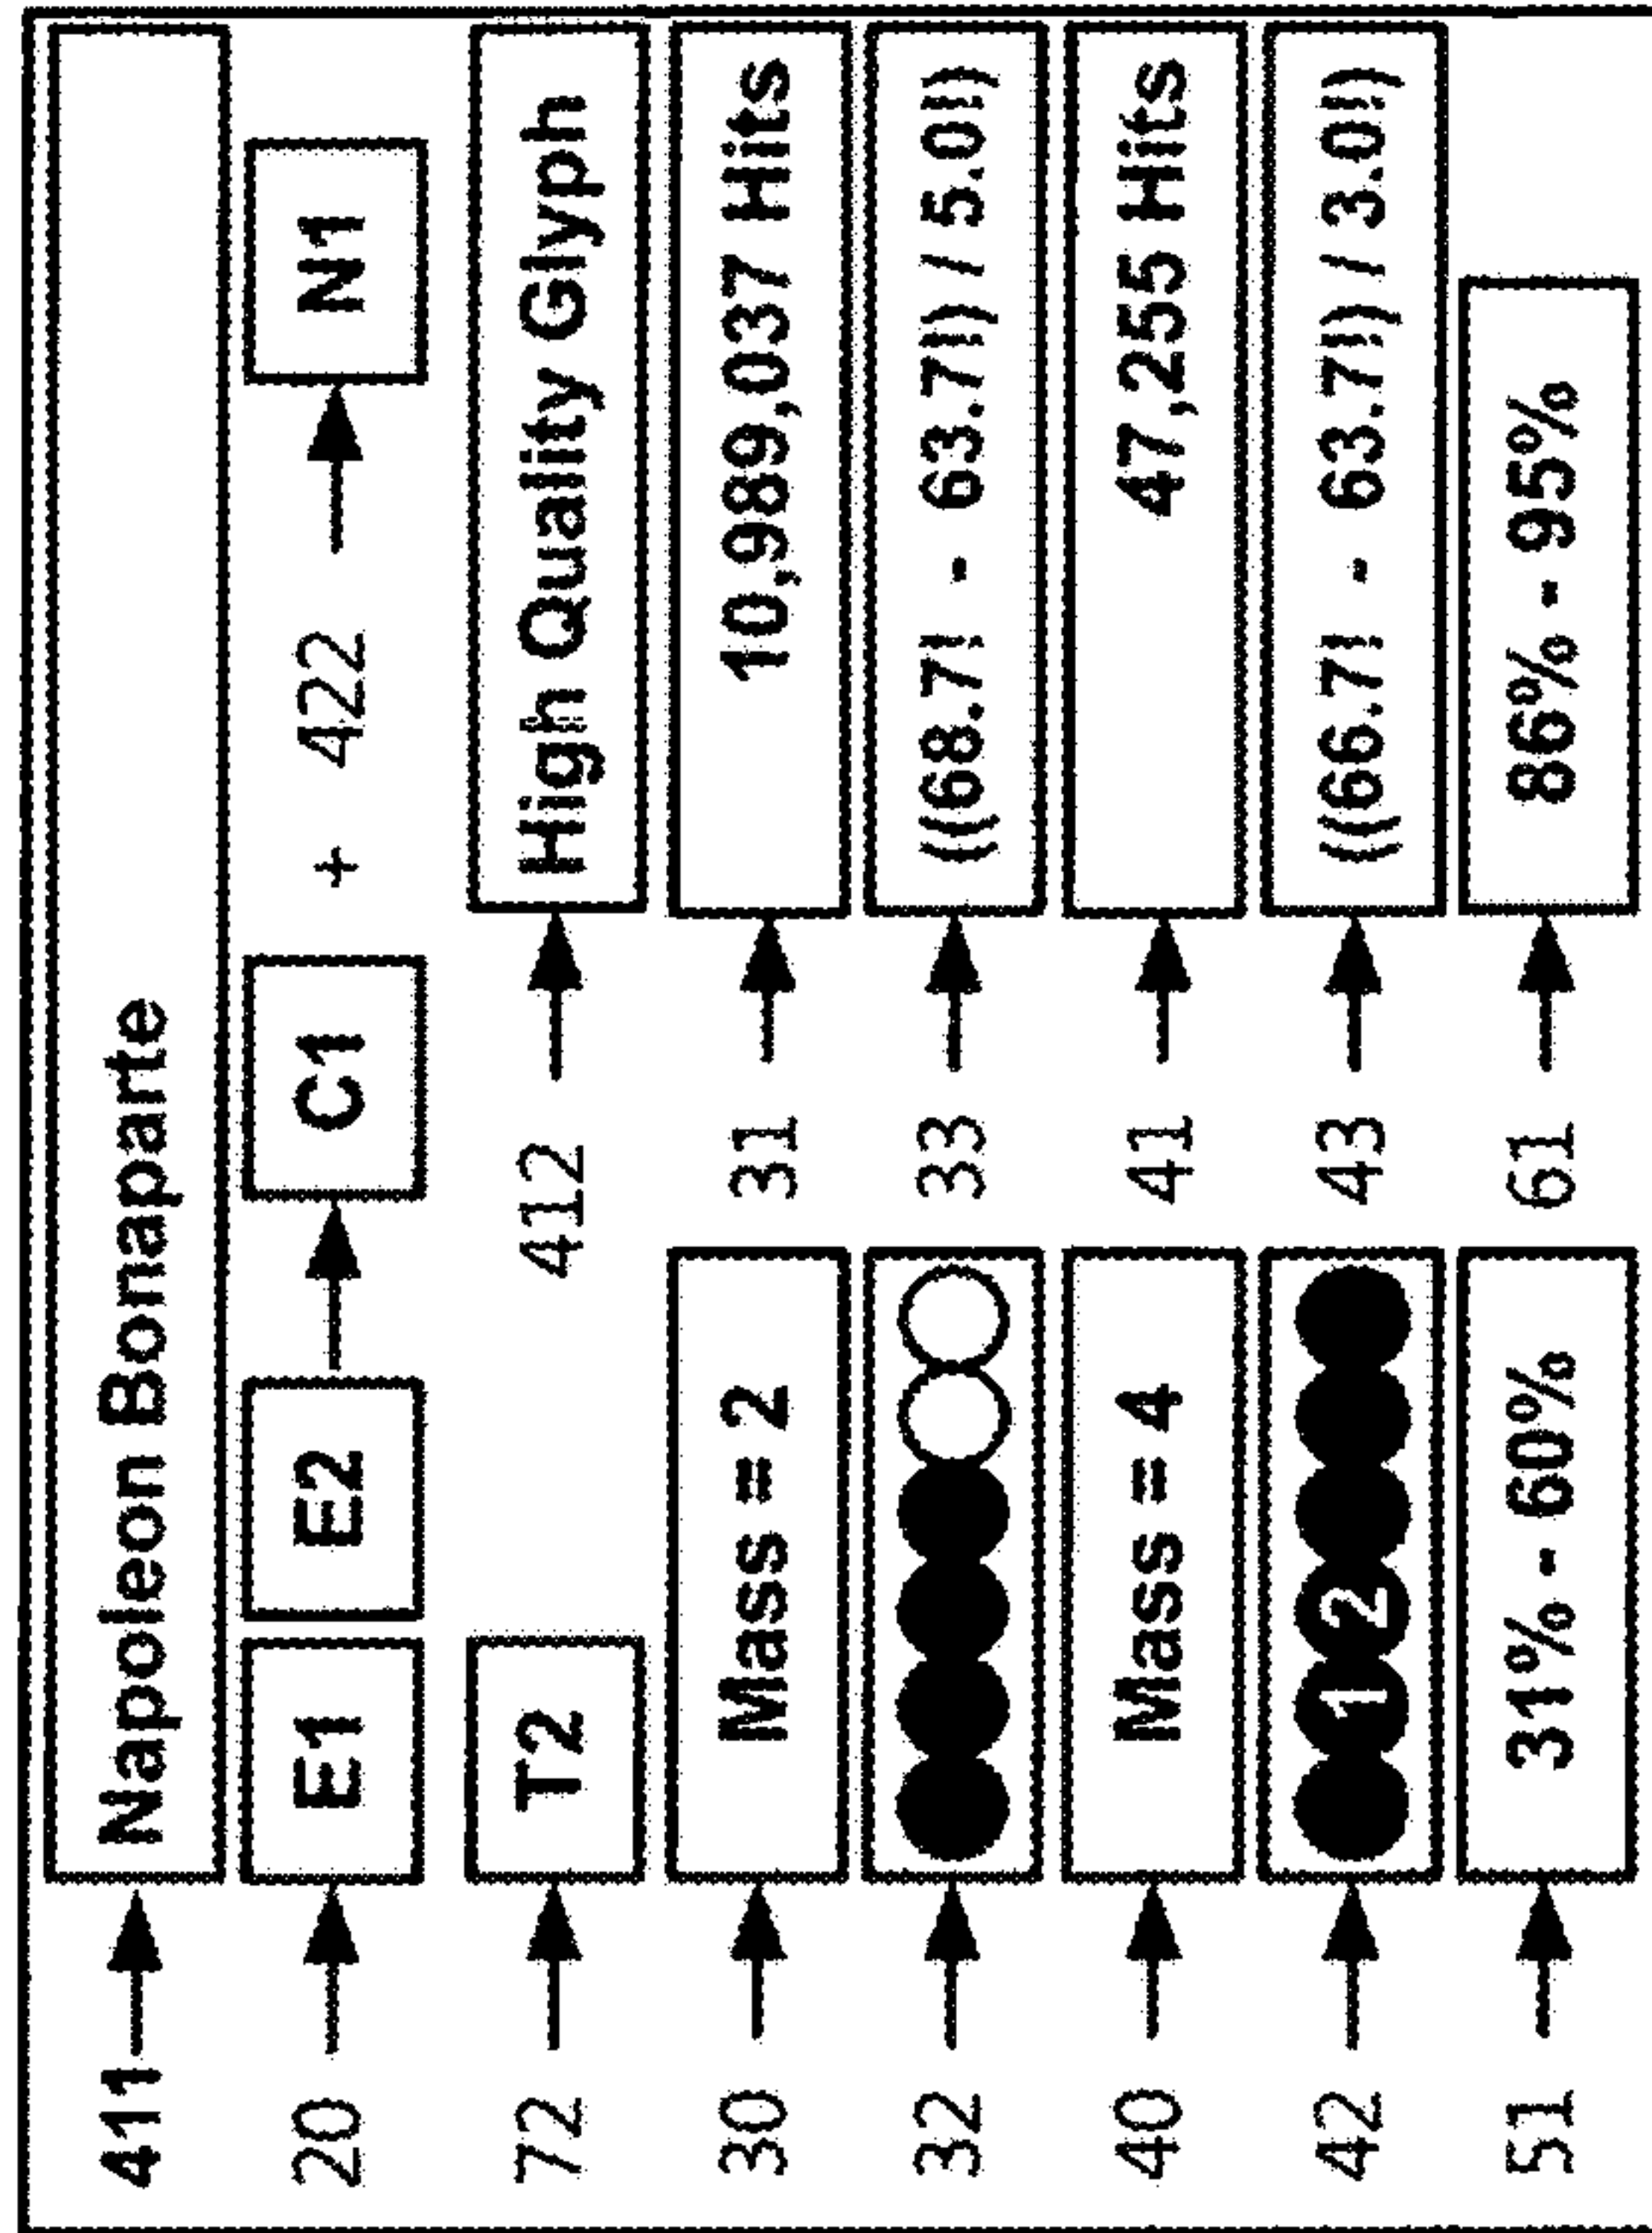 411 Napoleon Bonaparte
20 E1 E2 C1 + 422 N1
72 T2 412 High Quality Glyph
30 Mass = 2 31 10,989,037 Hits
32 33 ((68.7! - 63.7!) / 5.0!)
40 Mass = 4 41 47,255 Hits
42 1 2 43 ((66.7! - 63.7!) / 3.0!)
51 31% - 60% 61 86% - 95%